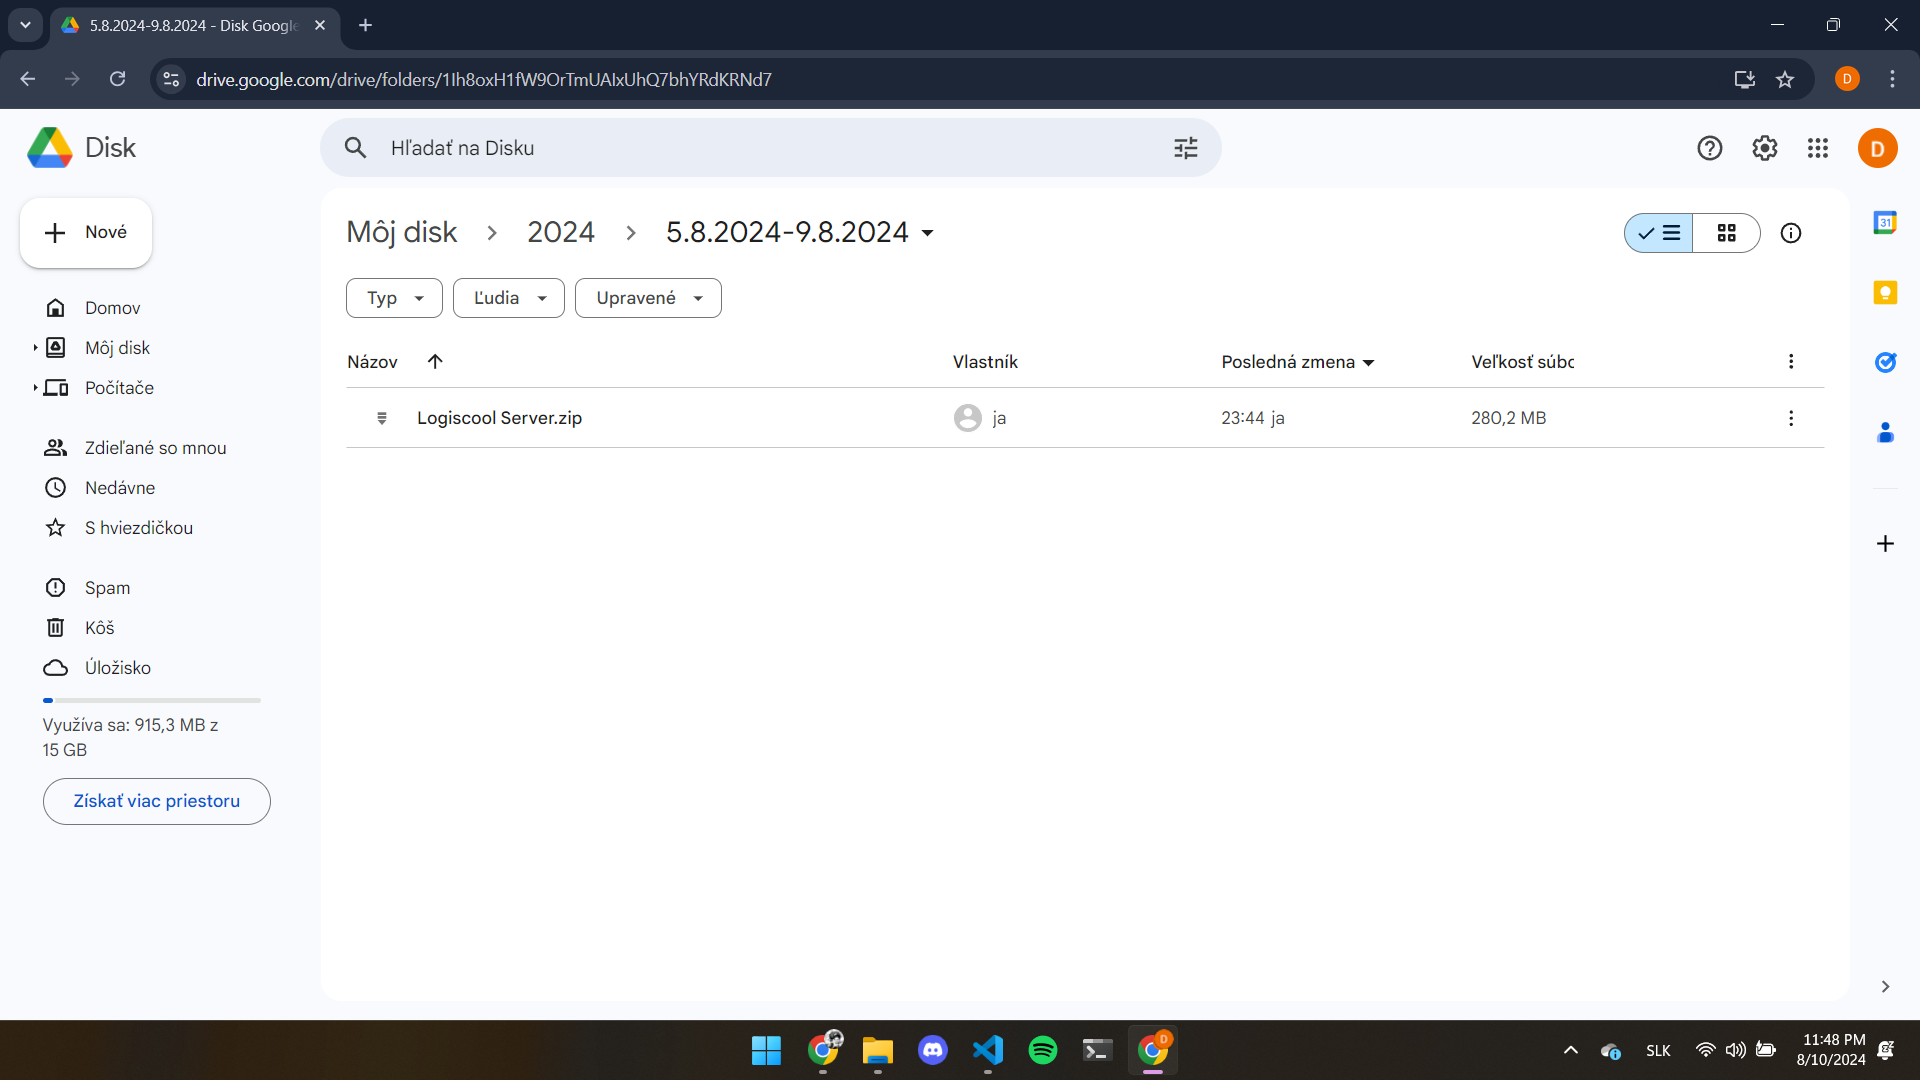 5.8.2024-9.8.2024 - Disk Google
drive.google.com/drive/folders/1Ih8oxH1fW9OrTmUAIxUhQ7bhYRdKRNd7
D
Disk
Hľadať na Disku
D
Nové
Môj disk
2024
5.8.2024-9.8.2024
31
Typ
Ľudia
Upravené
Domov
Môj disk
Počítače
Zdieľané so mnou
Nedávne
S hviezdičkou
Spam
Kôš
Úložisko
Využíva sa: 915,3 MB z
15 GB
Získať viac priestoru
Názov
Vlastník
Posledná zmena
Veľkosť súbc
Logiscool Server.zip
ja
23:44 ja
280,2 MB
D
SLK
11:48 PM
8/10/2024